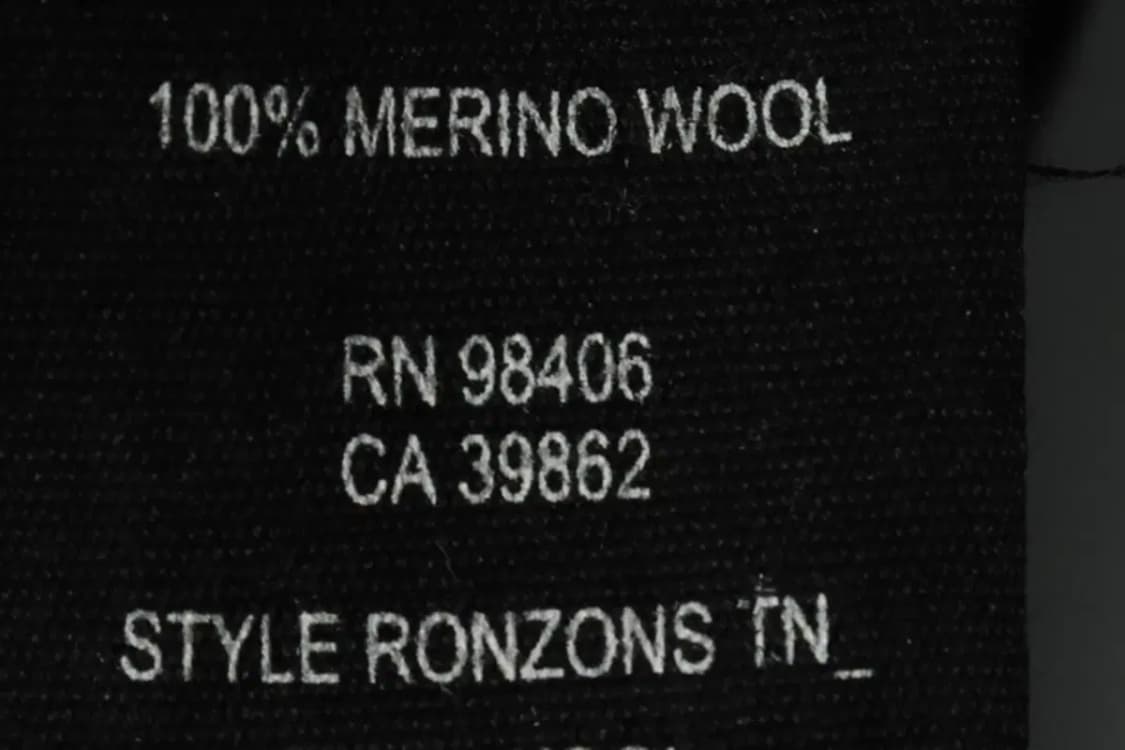 100% MERINO WOOL
RN 98406
CA 39862
STYLE RONZONS TN_